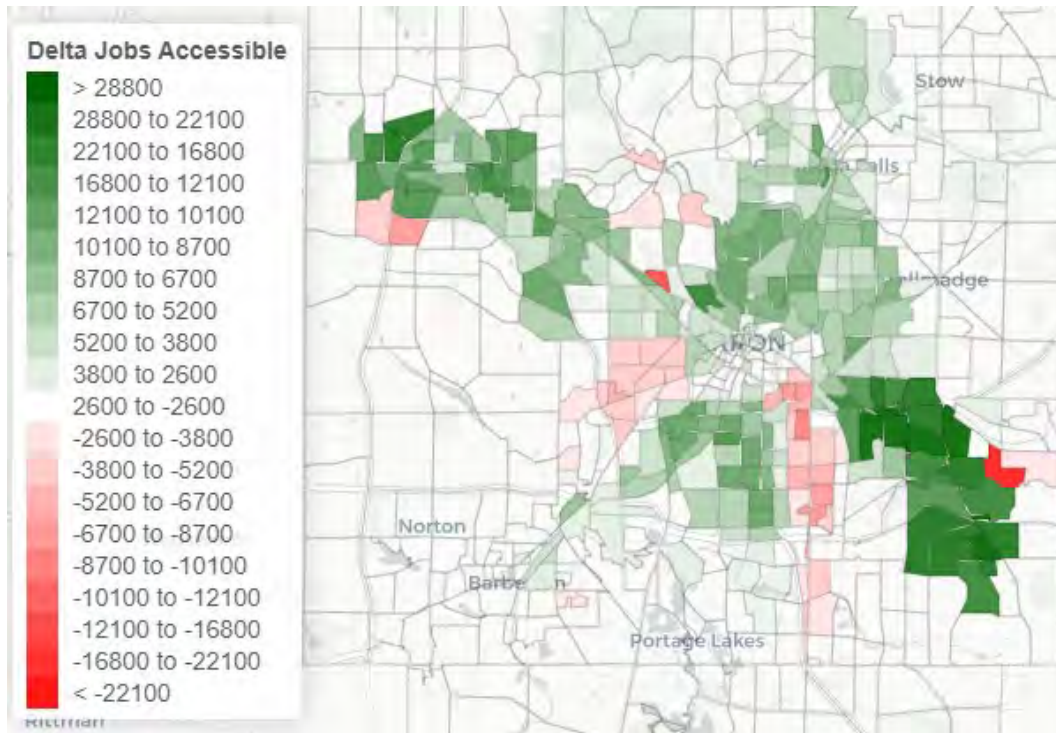 Delta Jobs Accessible
> 28800
28800 to 22100
22100 to 16800
16800 to 12100
12100 to 10100
10100 to 8700
8700 to 6700
6700 to 5200
5200 to 3800
3800 to 2600
2600 to -2600
-2600 to -3800
-3800 to -5200
-5200 to -6700
-6700 to -8700
-8700 to -10100
-10100 to -12100
-12100 to -16800
-16800 to -22100
< -22100
Stow
Falls
Norton
Portage Lakes
Rittman